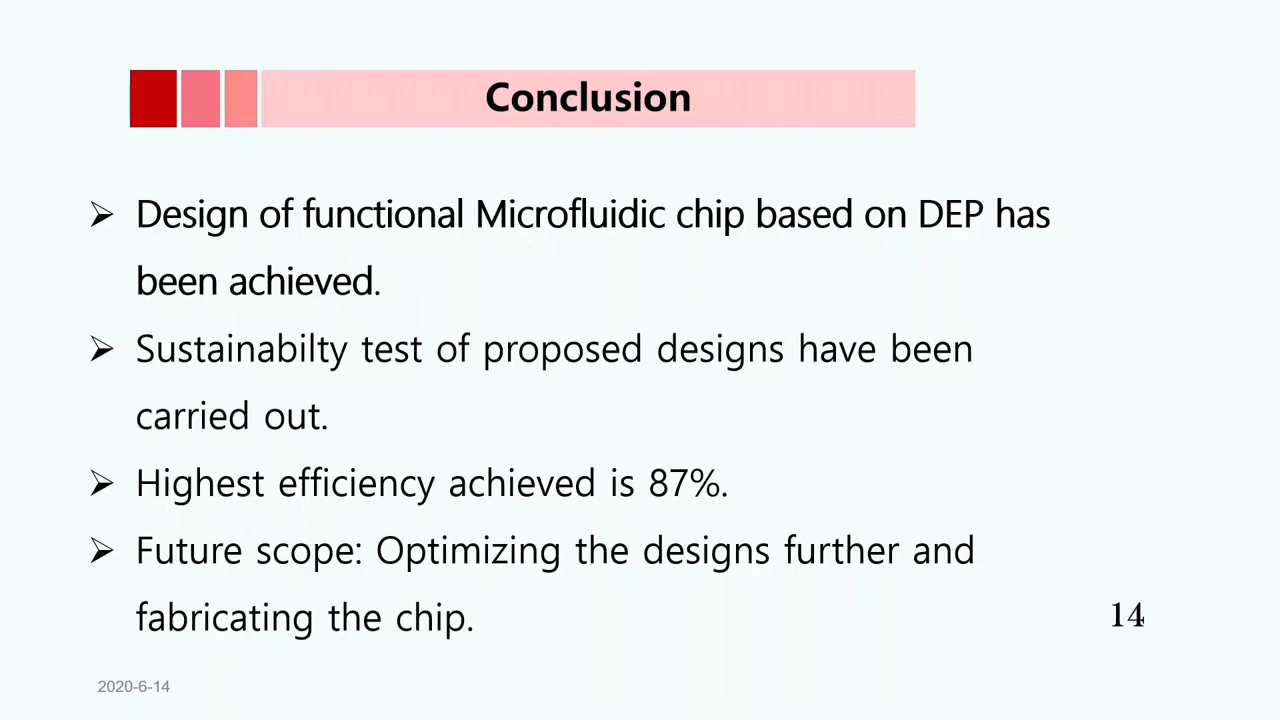 Conclusion
➢ Design of functional Microfluidic chip based on DEP has
been achieved.
➢ Sustainabilty test of proposed designs have been
carried out.
➢ Highest efficiency achieved is 87%.
➢ Future scope: Optimizing the designs further and
fabricating the chip.
14
2020-6-14